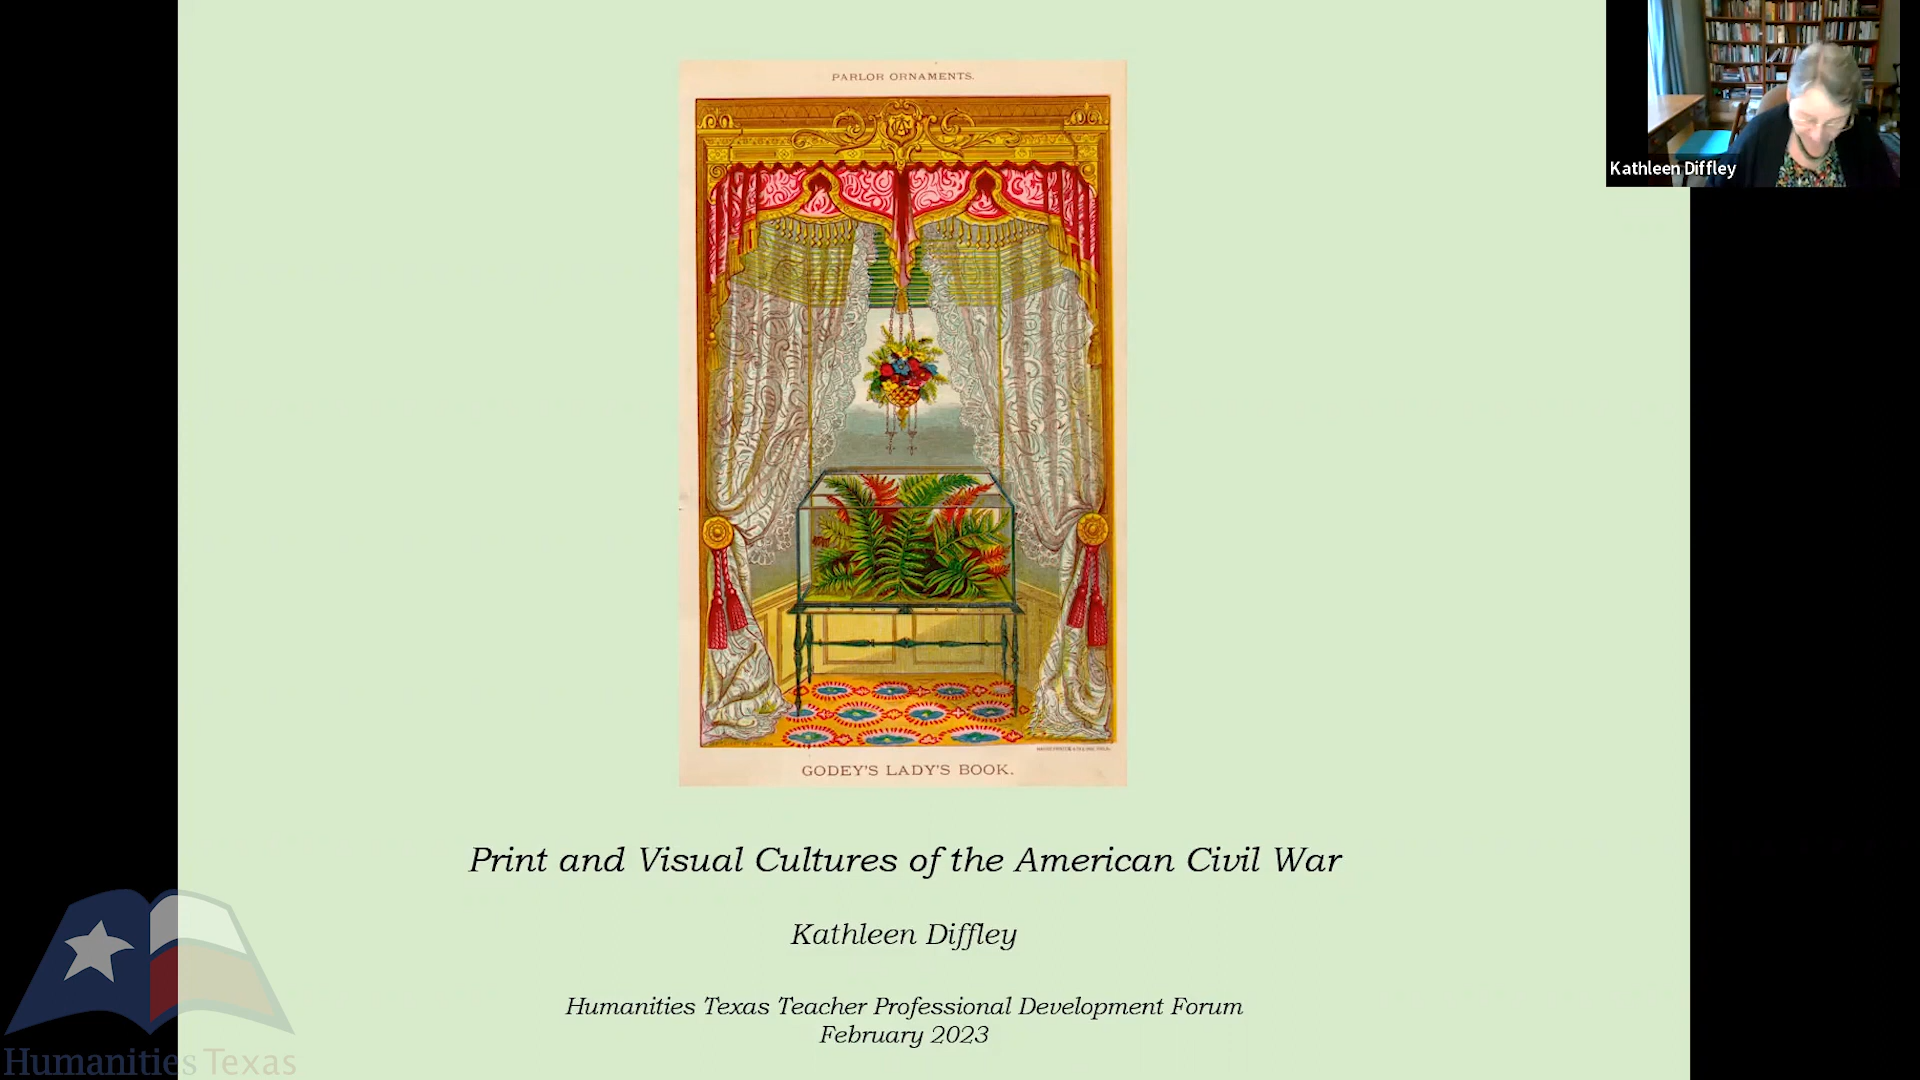 PARLOR ORNAMENTS.
GODEY'S LADY'S BOOK.
Print and Visual Cultures of the American Civil War
Kathleen Diffley
Humanities Texas Teacher Professional Development Forum
February 2023
Kathleen Diffley
Humanities Texas